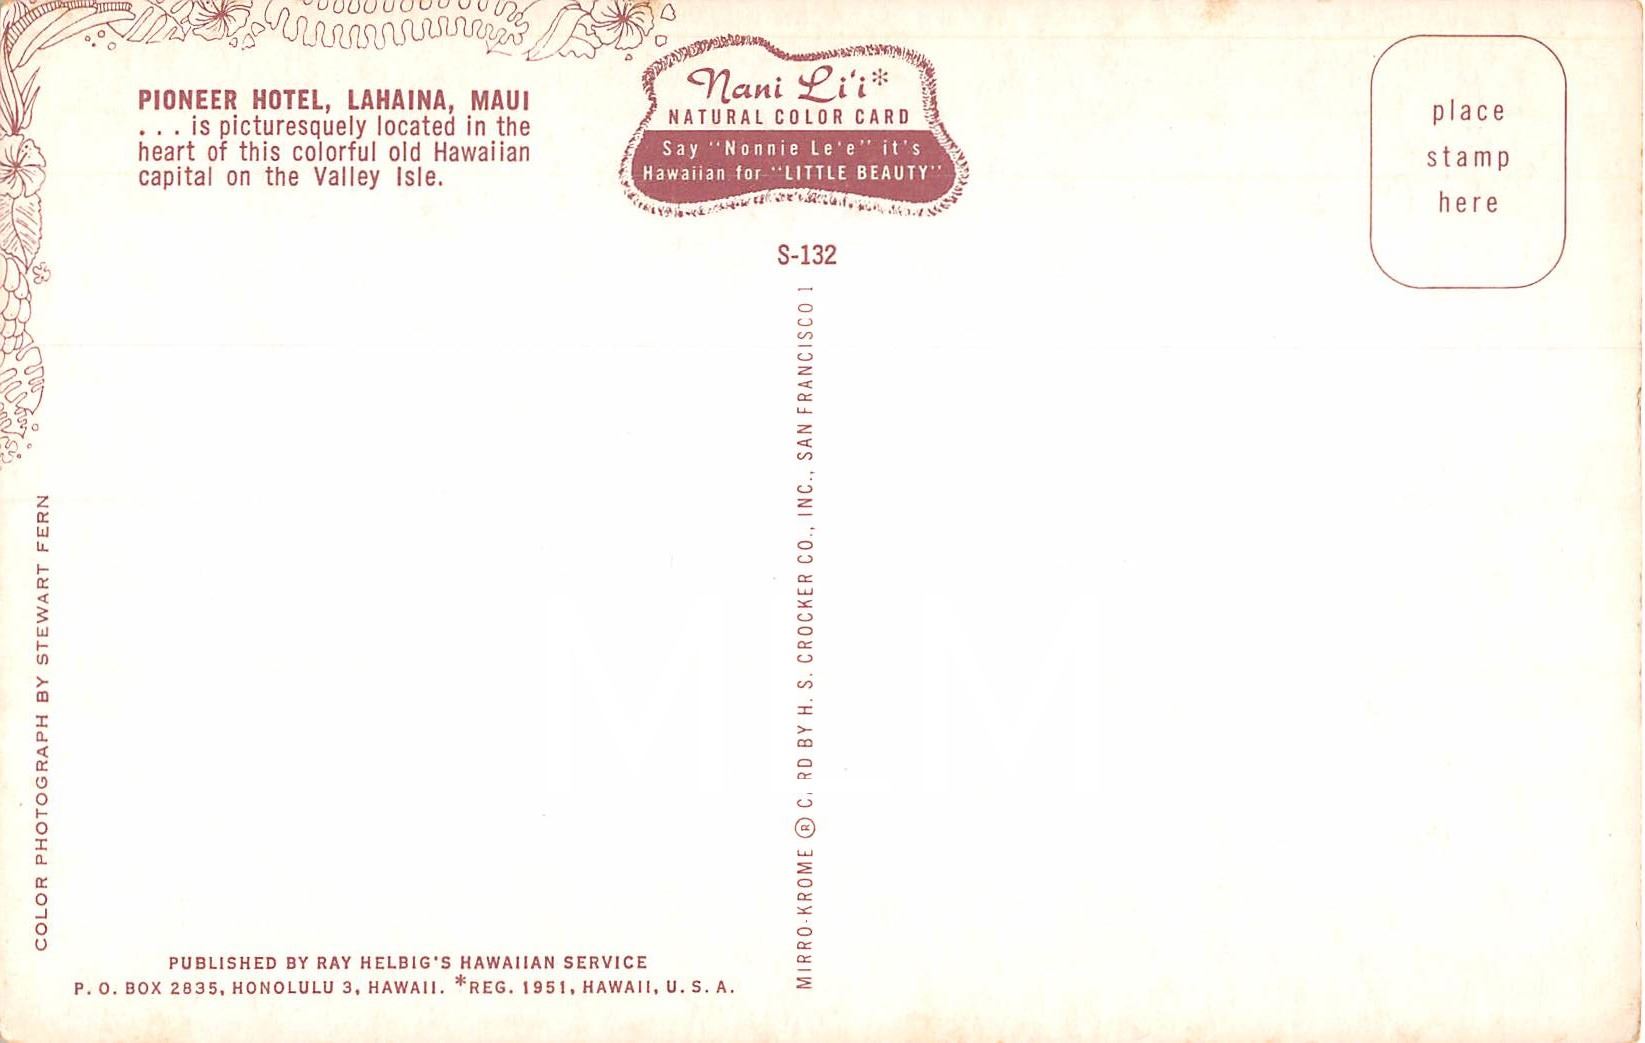 PIONEER HOTEL, LAHAINA, MAUI
. . . is picturesquely located in the
heart of this colorful old Hawaiian
capital on the Valley Isle.
Nani Li'i*
NATURAL COLOR CARD
Say "Nonnie Le'e" it's
Hawaiian for "LITTLE BEAUTY"
S-132
place
stamp
here
COLOR PHOTOGRAPH BY STEWART FERN
MIRRO-KROME ® C RD BY H. S. CROCKER CO., INC., SAN FRANCISCO 1
PUBLISHED BY RAY HELBIG'S HAWAIIAN SERVICE
P. O. BOX 2835, HONOLULU 3, HAWAII. *REG. 1951, HAWAII, U. S. A.
MLM